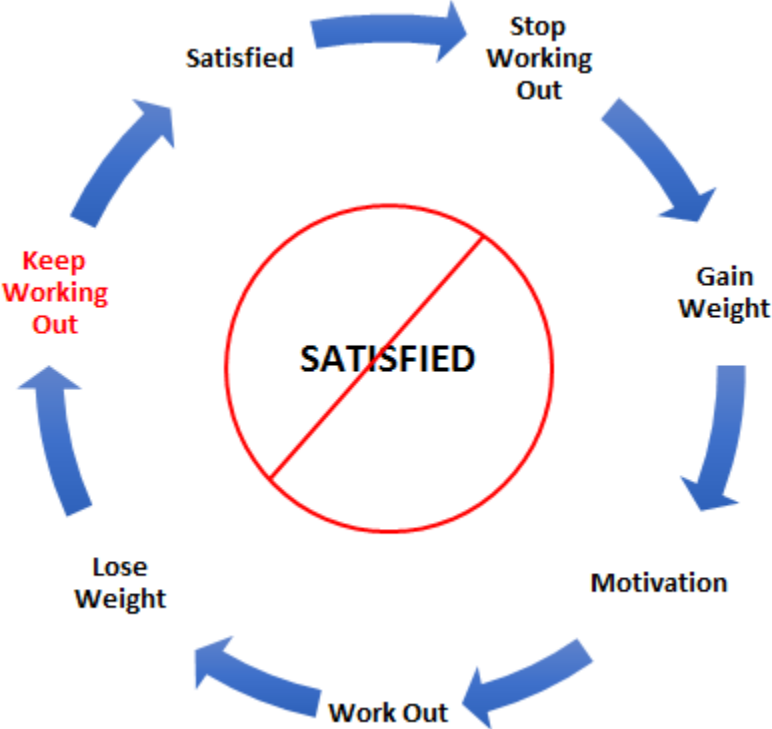 Satisfied
Stop
Working
Out
Gain
Weight
Motivation
Work Out
Lose
Weight
Keep
Working
Out
SATISFIED